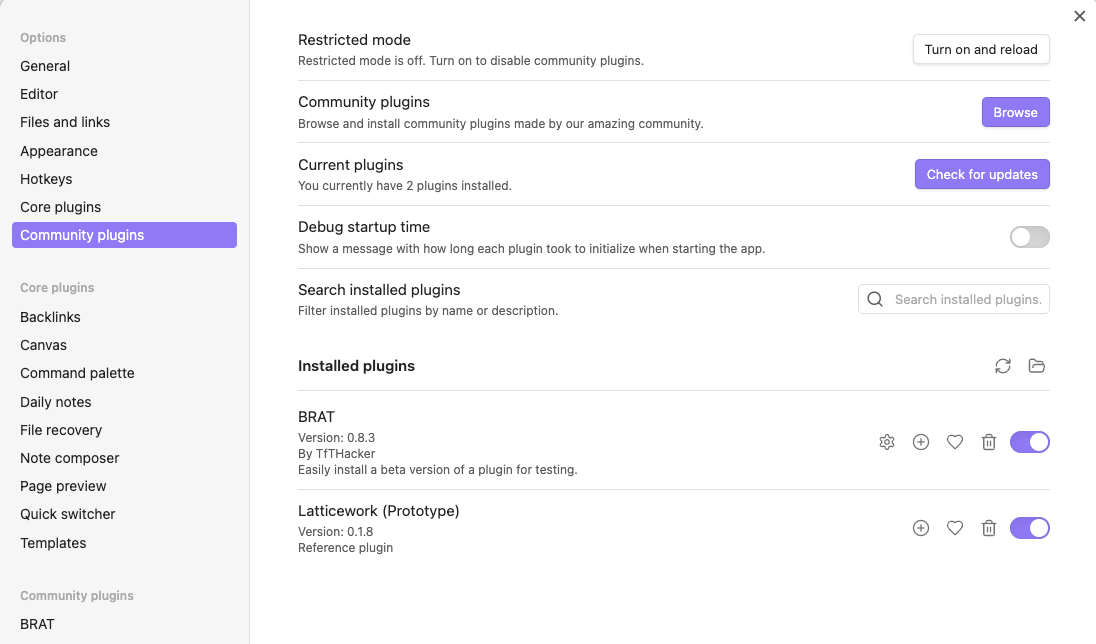 Options
General
Editor
Files and links
Appearance
Hotkeys
Core plugins
Community plugins
Core plugins
Backlinks
Canvas
Command palette
Daily notes
File recovery
Note composer
Page preview
Quick switcher
Templates
Community plugins
BRAT
Restricted mode
Restricted mode is off. Turn on to disable community plugins.
Turn on and reload
Community plugins
Browse and install community plugins made by our amazing community.
Browse
Current plugins
You currently have 2 plugins installed.
Check for updates
Debug startup time
Show a message with how long each plugin took to initialize when starting the app.
Search installed plugins
Filter installed plugins by name or description.
Search installed plugins.
Installed plugins
BRAT
Version: 0.8.3
By TfTHacker
Easily install a beta version of a plugin for testing.
Latticework (Prototype)
Version: 0.1.8
Reference plugin